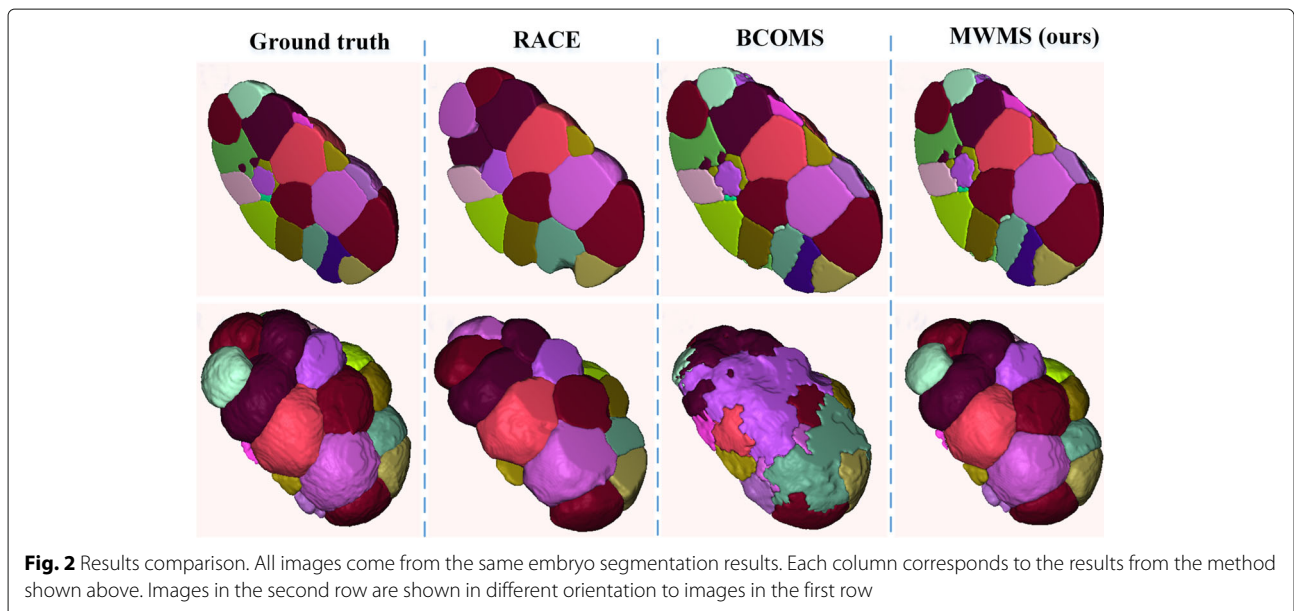 Ground truth RACE BCOMS MWMS (ours)
Fig. 2 Results comparison. All images come from the same embryo segmentation results. Each column corresponds to the results from the method
shown above. Images in the second row are shown in different orientation to images in the first row